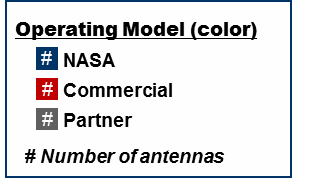 Operating Model (color)
# NASA
# Commercial
# Partner
# Number of antennas